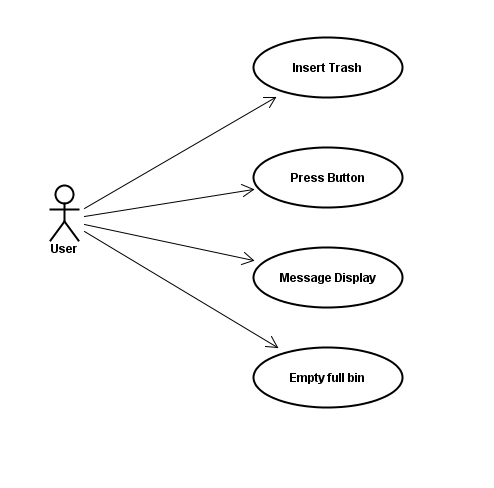 Insert Trash
Press Button
User
Message Display
Empty full bin